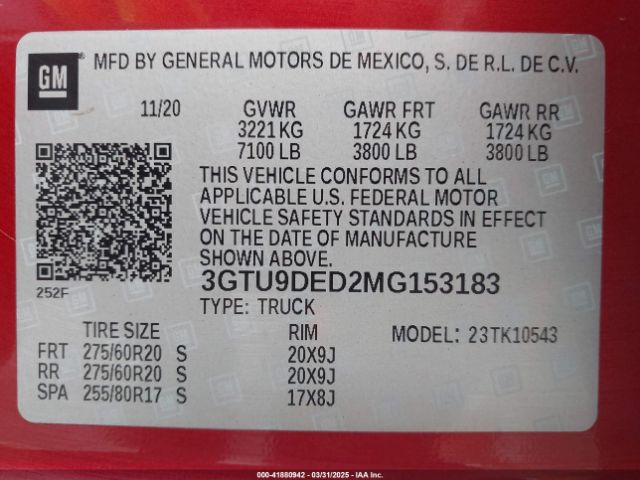 GM
MFD BY GENERAL MOTORS DE MEXICO, S. DE R.L. DE C.V.
11/20 GVWR GAWR FRT GAWR RR
3221 KG 1724 KG 1724 KG
7100 LB 3800 LB 3800 LB
THIS VEHICLE CONFORMS TO ALL
APPLICABLE U.S. FEDERAL MOTOR
VEHICLE SAFETY STANDARDS IN EFFECT
ON THE DATE OF MANUFACTURE
SHOWN ABOVE.
3GTU9DED2MG153183
252F
TYPE: TRUCK
TIRE SIZE RIM MODEL: 23TK10543
FRT 275/60R20 S 20X9J
RR 275/60R20 S 20X9J
SPA 255/80R17 S 17X8J
000-41880942 - 03/31/2025 - IAA Inc.